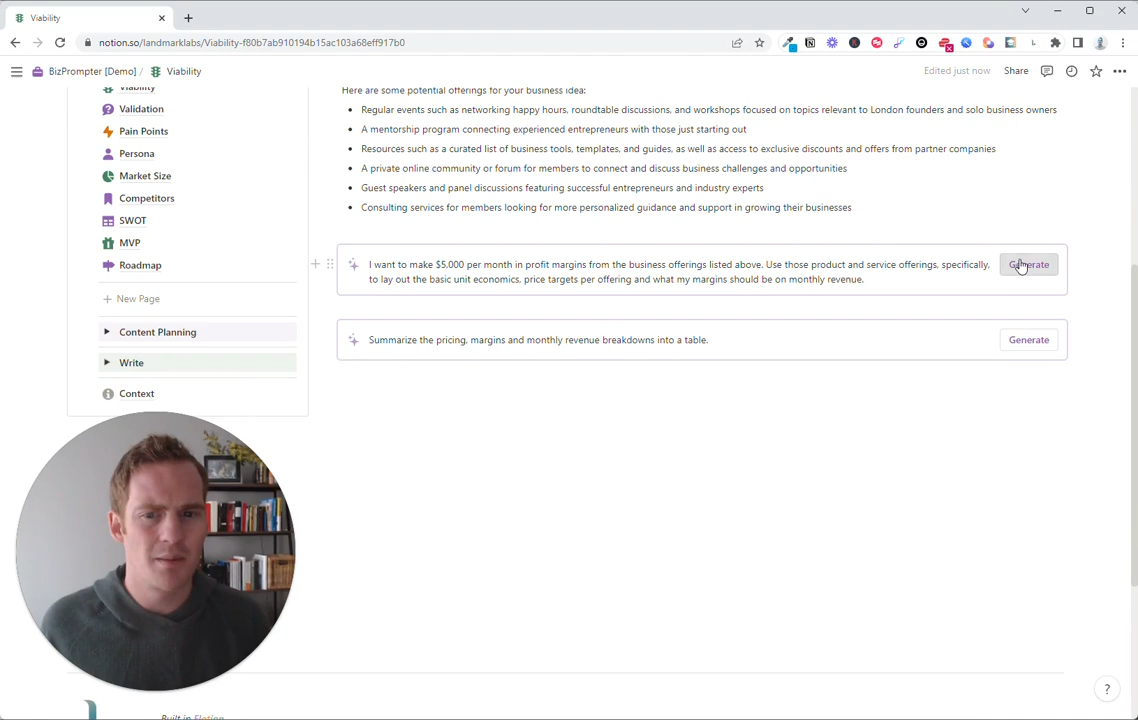 Viability
notion.so/landmarklabs/Viability-f80b7ab910194b15ac103a68eff917b0
BizPrompter [Demo] / Viability
Edited just now
Share
Viability
Validation
Pain Points
Persona
Market Size
Competitors
SWOT
MVP
Roadmap
New Page
Content Planning
Write
Context
Here are some potential offerings for your business idea:
Regular events such as networking happy hours, roundtable discussions, and workshops focused on topics relevant to London founders and solo business owners
A mentorship program connecting experienced entrepreneurs with those just starting out
Resources such as a curated list of business tools, templates, and guides, as well as access to exclusive discounts and offers from partner companies
A private online community or forum for members to connect and discuss business challenges and opportunities
Guest speakers and panel discussions featuring successful entrepreneurs and industry experts
Consulting services for members looking for more personalized guidance and support in growing their businesses
I want to make $5,000 per month in profit margins from the business offerings listed above. Use those product and service offerings, specifically,
to lay out the basic unit economics, price targets per offering and what my margins should be on monthly revenue.
Generate
Summarize the pricing, margins and monthly revenue breakdowns into a table.
Generate
Built in